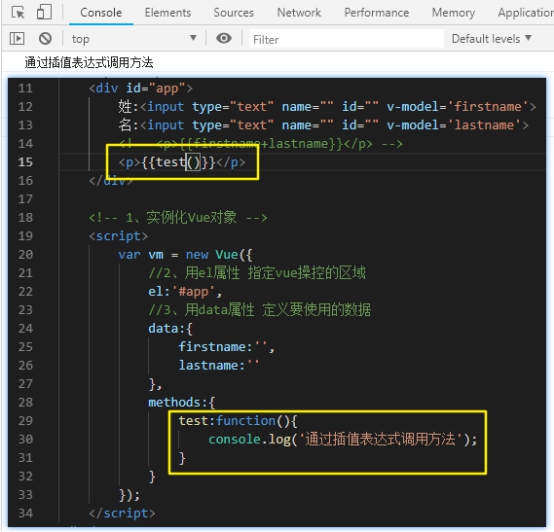 Console Elements Sources Network Performance Memory Application
top Filter Default levels
通过插值表达式调用方法
11 <div id="app">
12 姓:<input type="text" name="" id="" v-model='firstname'>
13 名:<input type="text" name="" id="" v-model='lastname'>
14 <!-- <p>{{firstname+lastname}}</p> -->
15 <p>{{test()}}</p>
16 </div>
17
18 <!-- 1、实例化Vue对象 -->
19 <script>
20 var vm = new Vue({
21 //2、用el属性 指定vue操控的区域
22 el:'#app',
23 //3、用data属性 定义要使用的数据
24 data:{
25 firstname:'',
26 lastname:''
27 },
28 methods:{
29 test:function(){
30 console.log('通过插值表达式调用方法');
31 }
32 }
33 });
34 </script>